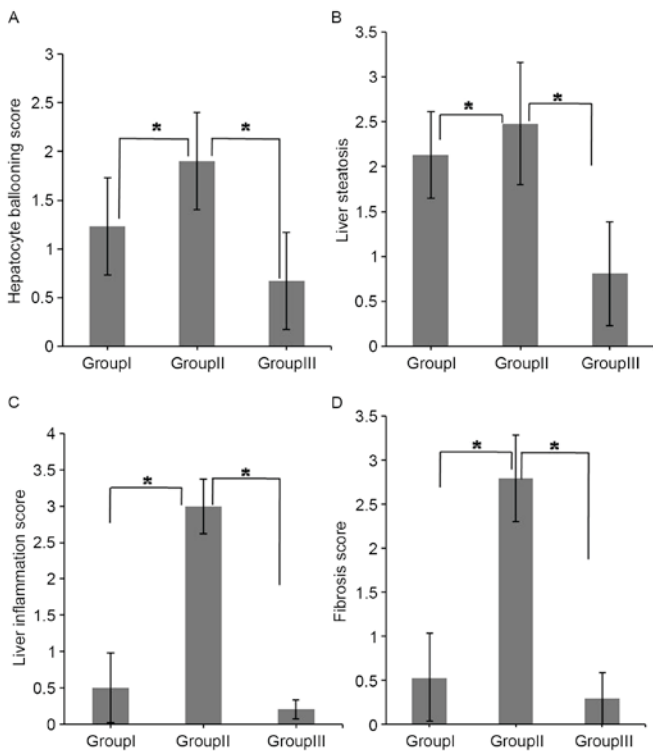 A
Hepatocyte ballooning score
3
2.5
2
1.5
1
0.5
0
*
*
GroupI
GroupII
GroupIII
B
Liver steatosis
3.5
3
2.5
2
1.5
1
0.5
0
*
*
GroupI
GroupII
GroupIII
C
Liver inflammation score
4
3.5
3
2.5
2
1.5
1
0.5
0
*
*
GroupI
GroupII
GroupIII
D
Fibrosis score
3.5
3
2.5
2
1.5
1
0.5
0
*
*
GroupI
GroupII
GroupIII